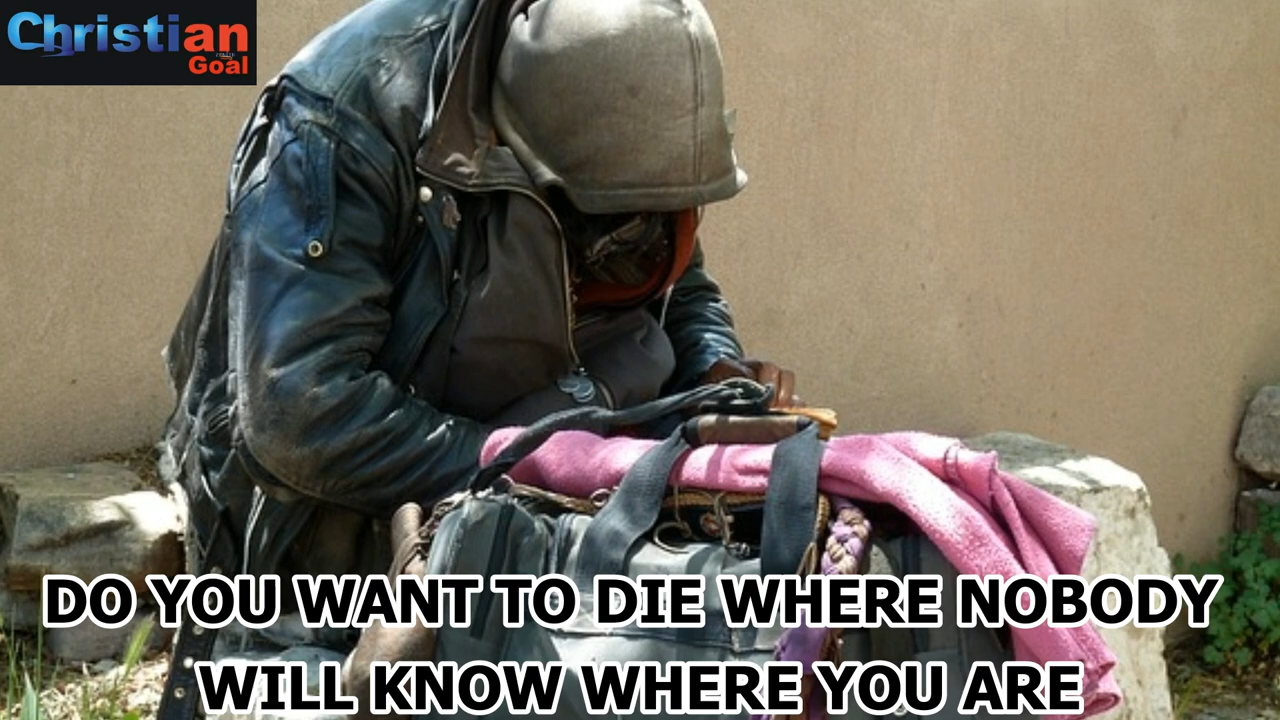 Christian
Goal
DO YOU WANT TO DIE WHERE NOBODY
WILL KNOW WHERE YOU ARE